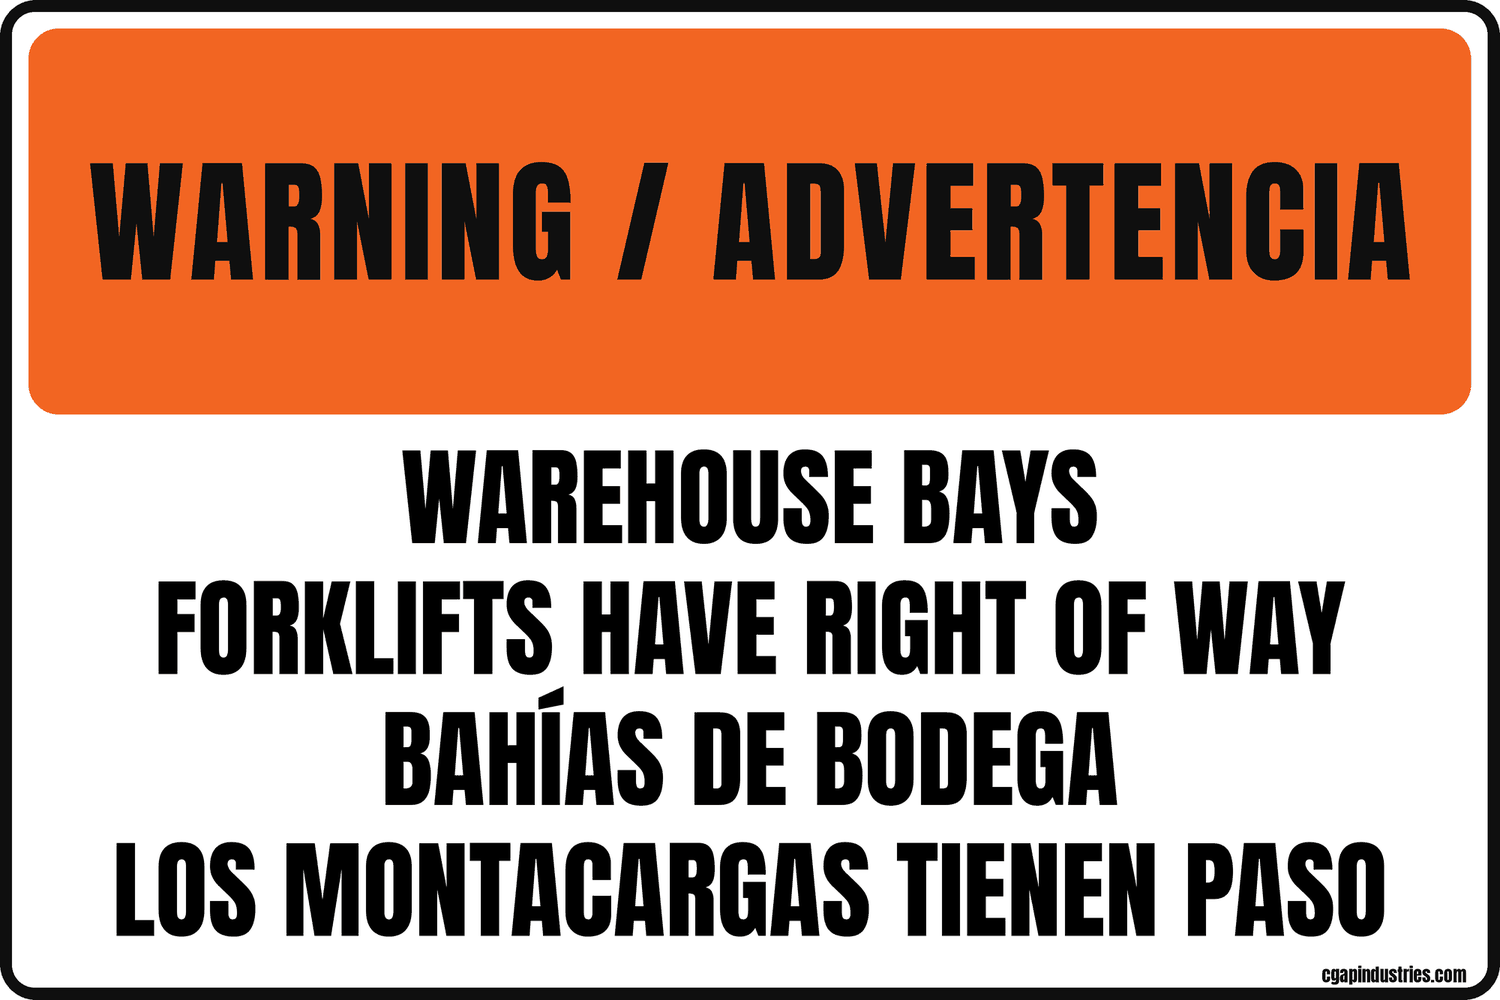 WARNING / ADVERTENCIA
WAREHOUSE BAYS
FORKLIFTS HAVE RIGHT OF WAY
BAHÍAS DE BODEGA
LOS MONTACARGAS TIENEN PASO
cgapindustries.com